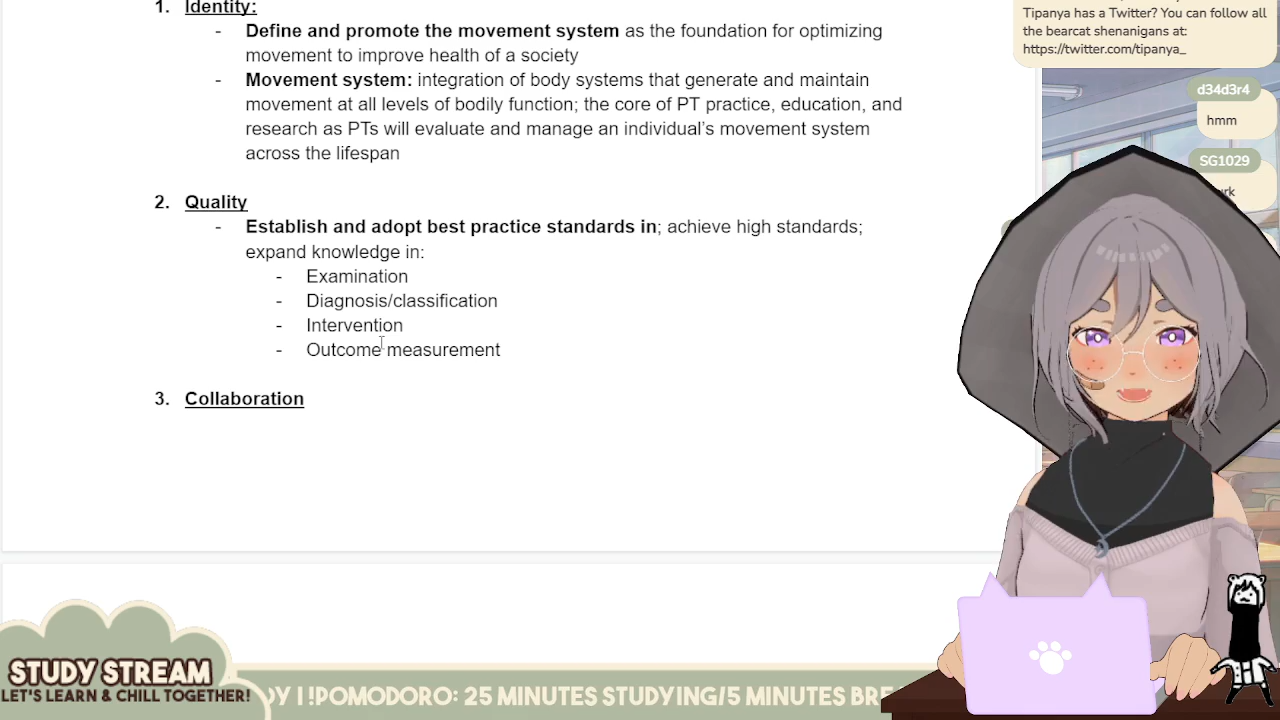 1. Identity:
- Define and promote the movement system as the foundation for optimizing
movement to improve health of a society
- Movement system: integration of body systems that generate and maintain
movement at all levels of bodily function; the core of PT practice, education, and
research as PTs will evaluate and manage an individual's movement system
across the lifespan
2. Quality
- Establish and adopt best practice standards in; achieve high standards;
expand knowledge in:
- Examination
- Diagnosis/classification
- Intervention
- Outcome measurement
3. Collaboration
Tipanya has a Twitter? You can follow all
the bearcat shenanigans at:
https://twitter.com/tipanya_
d34d3r4
hmm
SG1029
STUDY STREAM
LET'S LEARN & CHILL TOGETHER!
!POMODORO: 25 MINUTES STUDYING/5 MINUTES